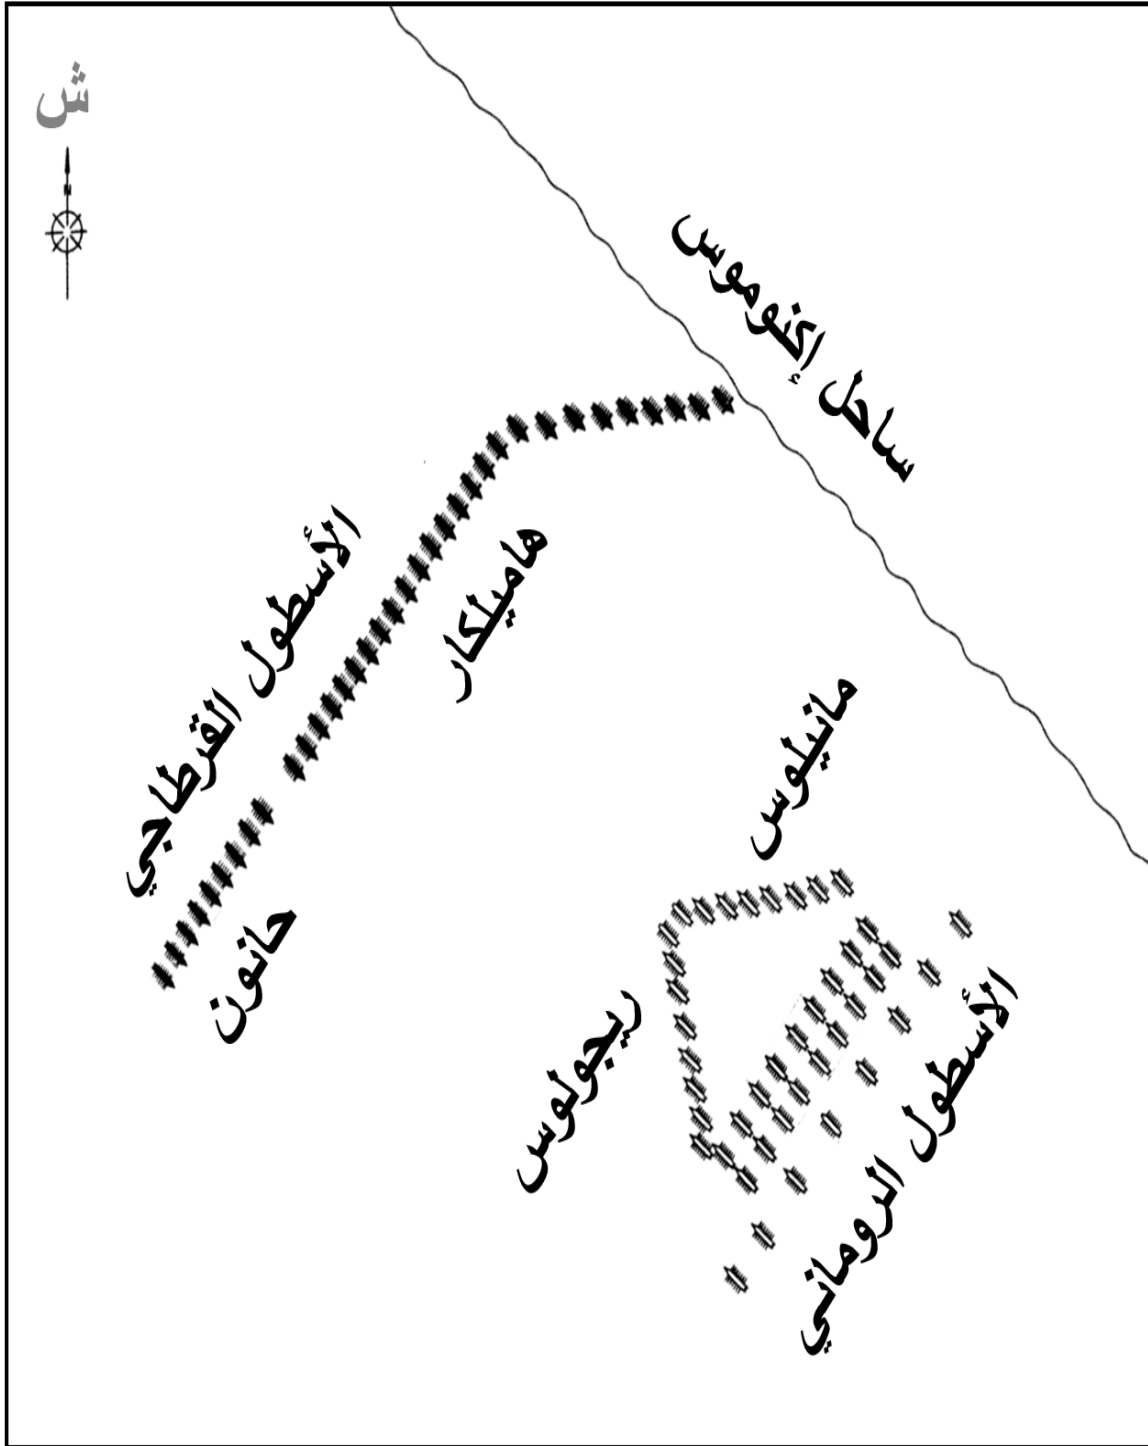 ش
ساحل إكنوموس
الأسطول القرطاجي
هاميلكار
حانون
مانيلوس
ريجولوس
الأسطول الروماني